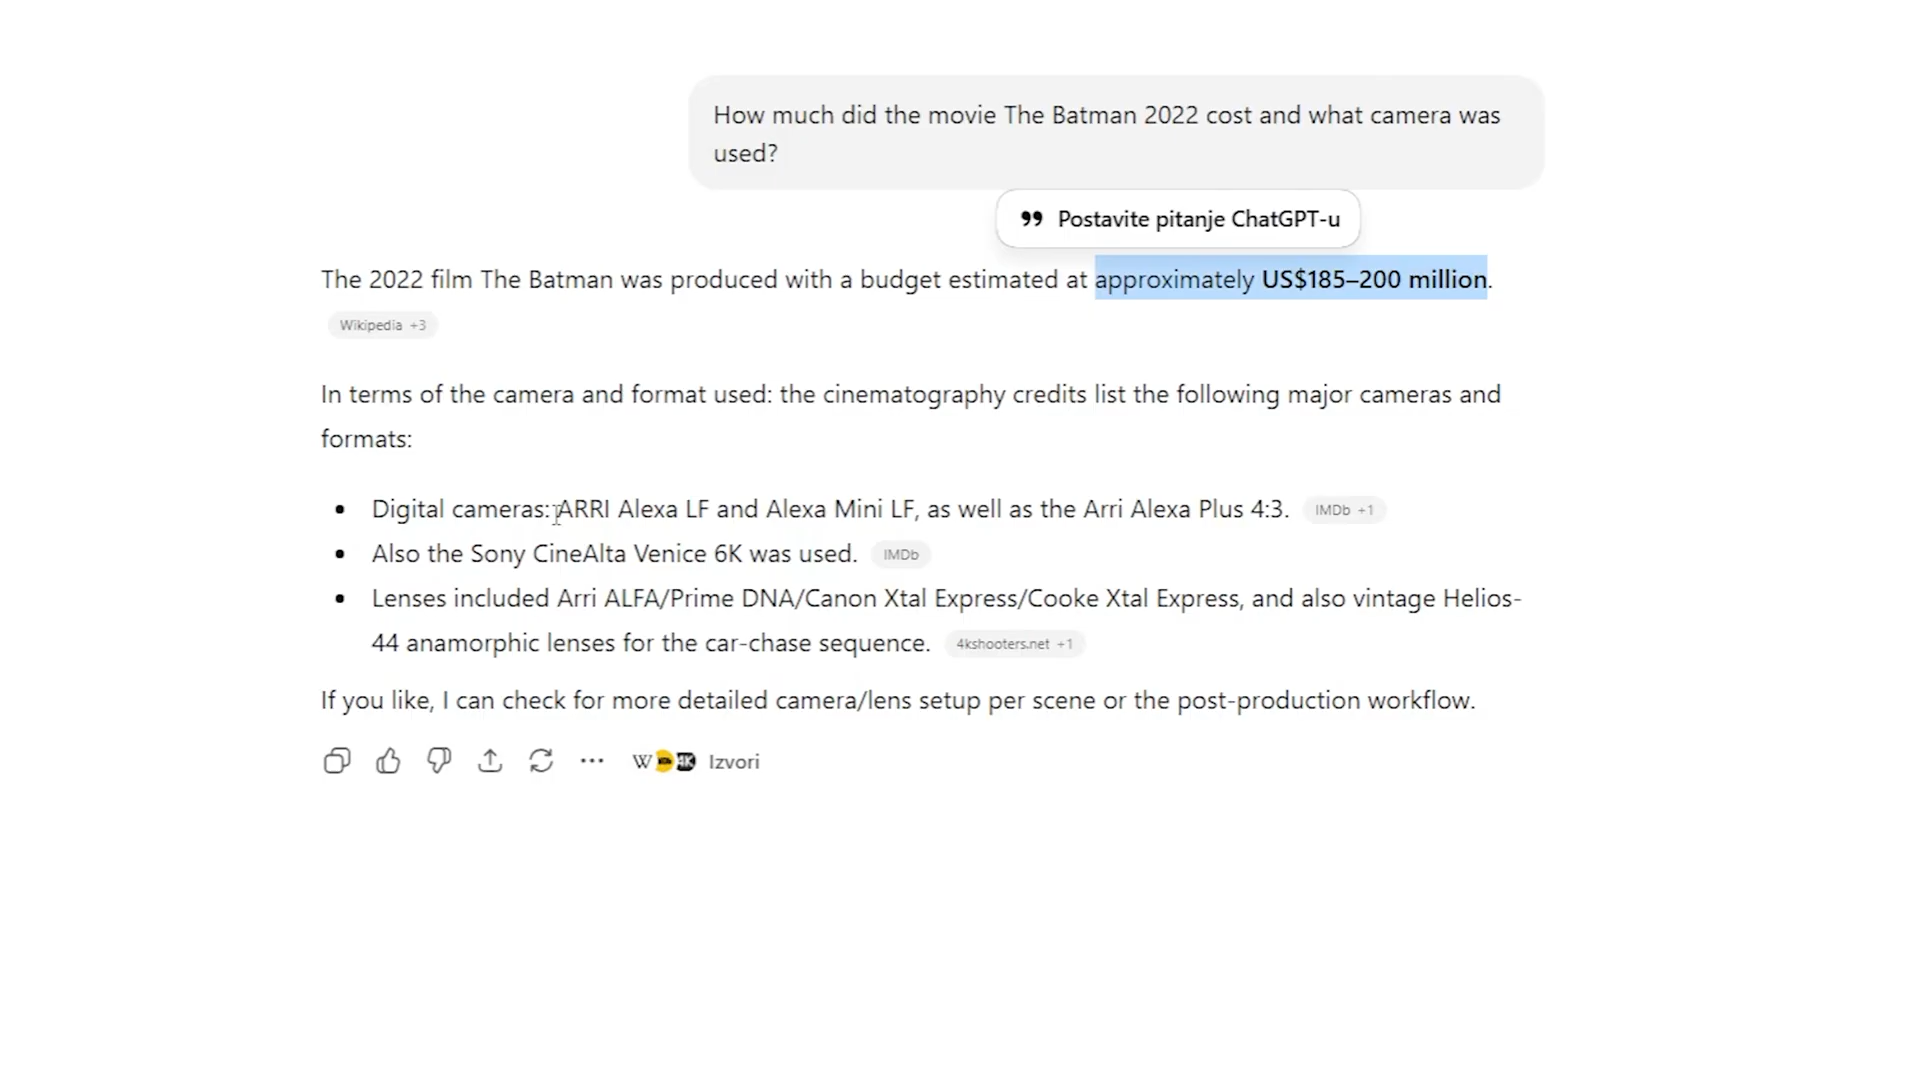 How much did the movie The Batman 2022 cost and what camera was
used?
Postavite pitanje ChatGPT-u
The 2022 film The Batman was produced with a budget estimated at approximately US$185–200 million.
Wikipedia +3
In terms of the camera and format used: the cinematography credits list the following major cameras and
formats:
• Digital cameras: ARRI Alexa LF and Alexa Mini LF, as well as the Arri Alexa Plus 4:3. IMDb +1
• Also the Sony CineAlta Venice 6K was used. IMDb
• Lenses included Arri ALFA/Prime DNA/Canon Xtal Express/Cooke Xtal Express, and also vintage Helios-
44 anamorphic lenses for the car-chase sequence. 4kshooters.net +1
If you like, I can check for more detailed camera/lens setup per scene or the post-production workflow.
W 4K Izvori